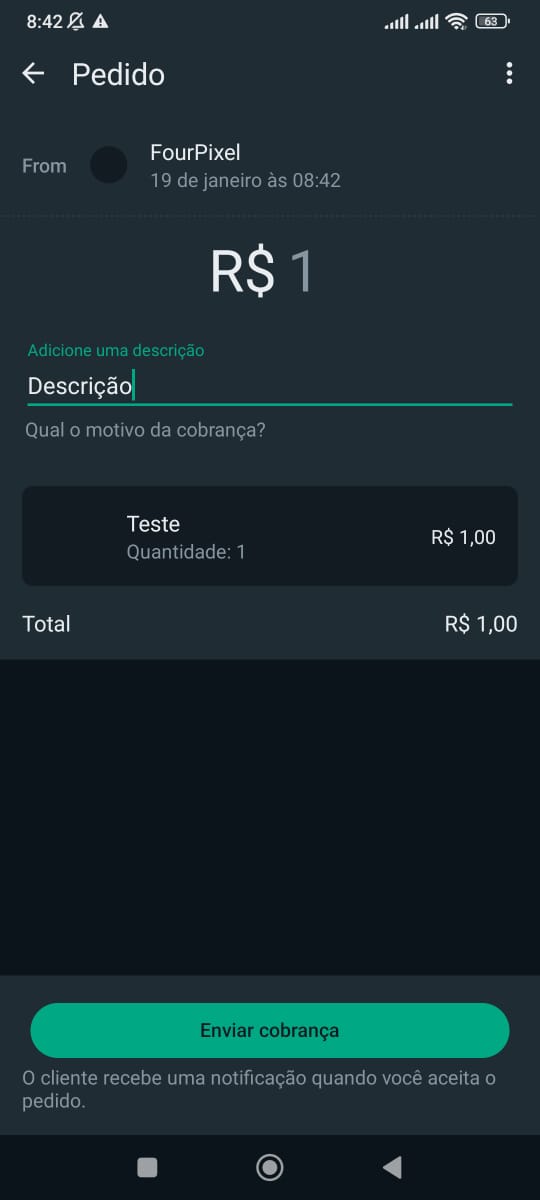 8:42
63
Pedido
From
FourPixel
19 de janeiro às 08:42
R$ 1
Adicione uma descrição
Descrição
Qual o motivo da cobrança?
Teste
Quantidade: 1
R$ 1,00
Total
R$ 1,00
Enviar cobrança
O cliente recebe uma notificação quando você aceita o
pedido.